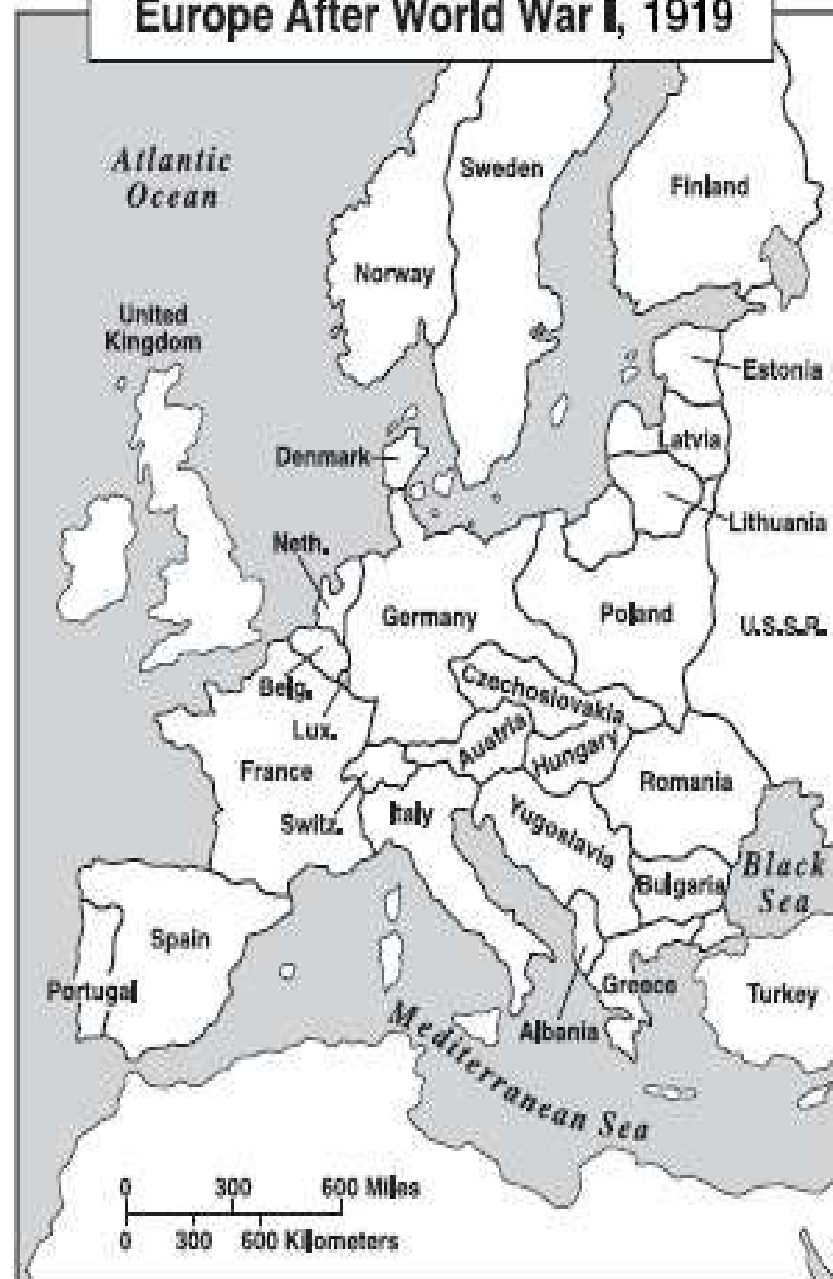 Europe After World War I, 1919
Atlantic
Ocean
Sweden
Finland
Norway
United
Kingdom
Estonia
Latvia
Denmark
Lithuania
Neth.
Germany
Poland
U.S.S.R.
Belg.
Czechoslovakia
Lux.
Austria
Hungary
France
Romania
Switz.
Italy
Yugoslavia
Black
Sea
Bulgaria
Spain
Portugal
Greece
Turkey
Albania
Mediterranean Sea
0 300 600 Miles
0 300 600 Kilometers